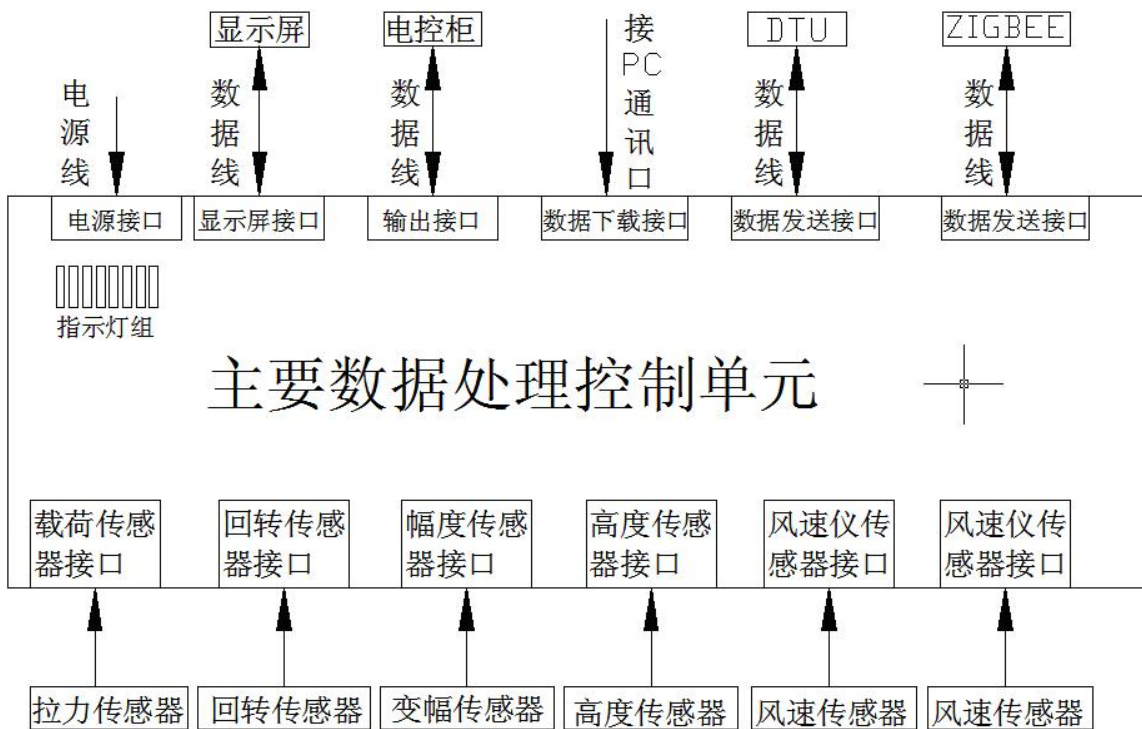 显示屏
电控柜
DTU
ZIGBEE
电源线
数据线
数据线
接PC通讯口
数据线
数据线
电源接口
显示屏接口
输出接口
数据下载接口
数据发送接口
数据发送接口
指示灯组
主要数据处理控制单元
载荷传感
器接口
回转传感
器接口
幅度传感
器接口
高度传感
器接口
风速仪传
感器接口
风速仪传
感器接口
拉力传感器
回转传感器
变幅传感器
高度传感器
风速传感器
风速传感器